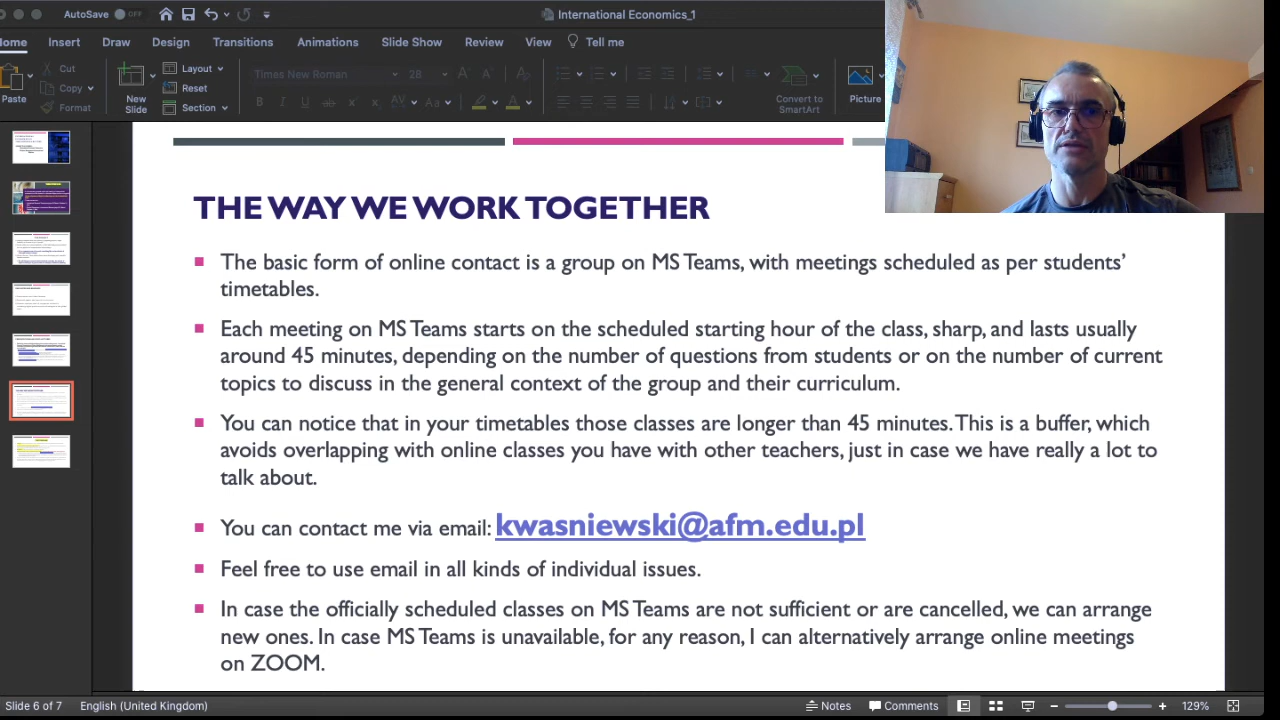 AutoSave OFF International Economics_1
Home Insert Draw Design Transitions Animations Slide Show Review View Tell me
Cut Layout Times New Roman 28
Copy Reset Convert to Picture
Paste Format New Section SmartArt
Slide
THE WAY WE WORK TOGETHER
The basic form of online contact is a group on MS Teams, with meetings scheduled as per students’
timetables.
Each meeting on MS Teams starts on the scheduled starting hour of the class, sharp, and lasts usually
around 45 minutes, depending on the number of questions from students or on the number of current
topics to discuss in the general context of the group and their curriculum.
You can notice that in your timetables those classes are longer than 45 minutes. This is a buffer, which
avoids overlapping with online classes you have with other teachers, just in case we have really a lot to
talk about.
You can contact me via email: kwasniewski@afm.edu.pl
Feel free to use email in all kinds of individual issues.
In case the officially scheduled classes on MS Teams are not sufficient or are cancelled, we can arrange
new ones. In case MS Teams is unavailable, for any reason, I can alternatively arrange online meetings
on ZOOM.
Slide 6 of 7 English (United Kingdom) Notes Comments 129%